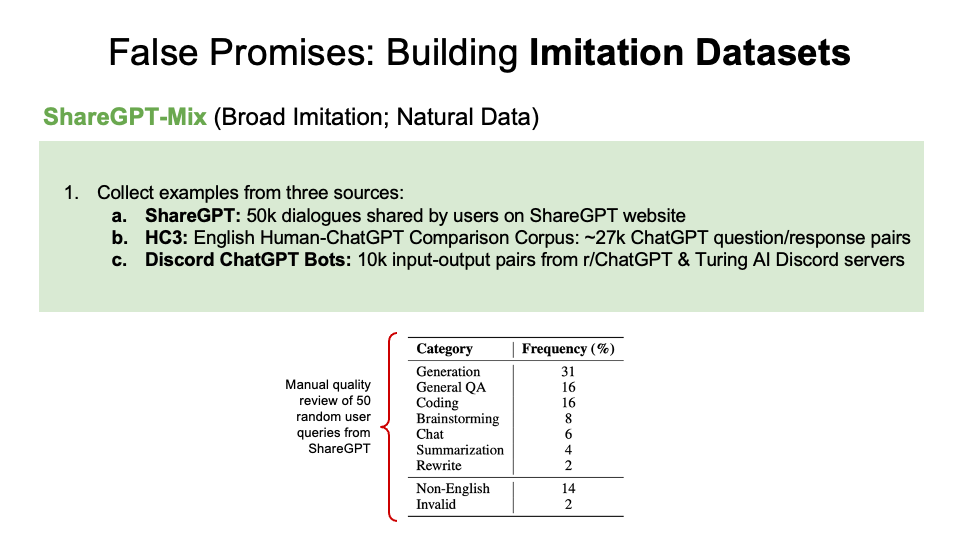 False Promises: Building Imitation Datasets
ShareGPT-Mix (Broad Imitation; Natural Data)
1. Collect examples from three sources:
a. ShareGPT: 50k dialogues shared by users on ShareGPT website
b. HC3: English Human-ChatGPT Comparison Corpus: ~27k ChatGPT question/response pairs
c. Discord ChatGPT Bots: 10k input-output pairs from r/ChatGPT & Turing AI Discord servers
Manual quality
review of 50
random user
queries from
ShareGPT
Category Frequency (%)
Generation 31
General QA 16
Coding 16
Brainstorming 8
Chat 6
Summarization 4
Rewrite 2
Non-English 14
Invalid 2